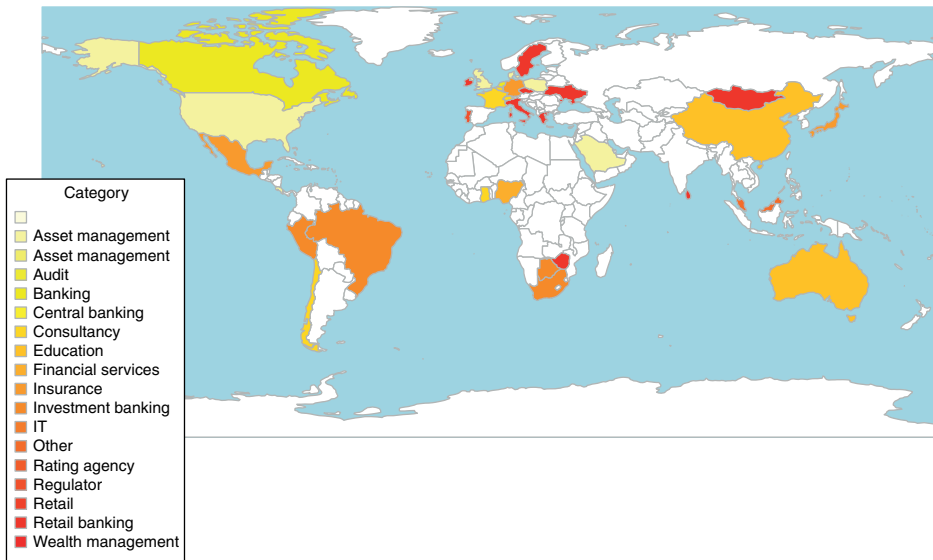 Category
Asset management
Asset management
Audit
Banking
Central banking
Consultancy
Education
Financial services
Insurance
Investment banking
IT
Other
Rating agency
Regulator
Retail
Retail banking
Wealth management